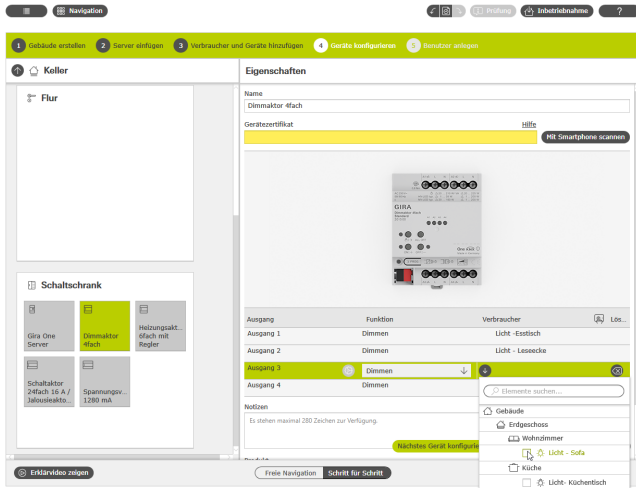 Navigation
Prüfung
Inbetriebnahme
?
1 Gebäude erstellen
2 Server einfügen
3 Verbraucher und Geräte hinzufügen
4 Geräte konfigurieren
5 Benutzer anlegen
Keller
Flur
Schaltschrank
Gira One
Server
Dimmaktor
4fach
Heizungsakt..
6fach mit
Regler
Schaltaktor
24fach 16 A /
Jalousieakto..
Spannungsv...
1280 mA
Eigenschaften
Name
Dimmaktor 4fach
Gerätezertifikat
Hilfe
Mit Smartphone scannen
GIRA
Ausgang Funktion Verbraucher Lös...
Ausgang 1 Dimmen Licht -Esstisch
Ausgang 2 Dimmen Licht - Leseecke
Ausgang 3 Dimmen
Ausgang 4 Dimmen
Elemente suchen...
Gebäude
Erdgeschoss
Wohnzimmer
Licht - Sofa
Küche
Licht- Küchentisch
Notizen
Es stehen maximal 280 Zeichen zur Verfügung.
Nächstes Gerät konfigurie
Erklärvideo zeigen
Freie Navigation
Schritt für Schritt